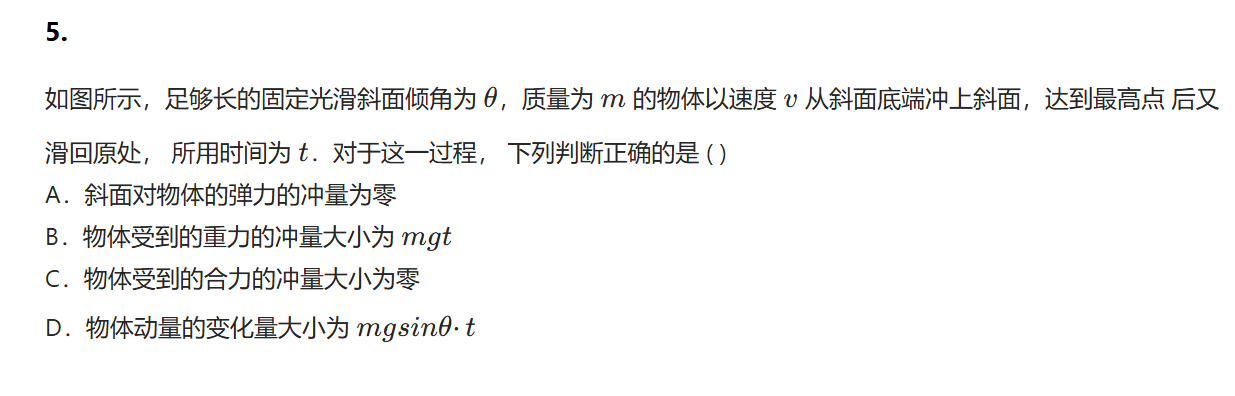 5.
如图所示，足够长的固定光滑斜面倾角为 θ，质量为 m 的物体以速度 v 从斜面底端冲上斜面，达到最高点 后又
滑回原处， 所用时间为 t．对于这一过程， 下列判断正确的是 ( )
A．斜面对物体的弹力的冲量为零
B．物体受到的重力的冲量大小为 mgt
C．物体受到的合力的冲量大小为零
D．物体动量的变化量大小为 mgsinθ·t